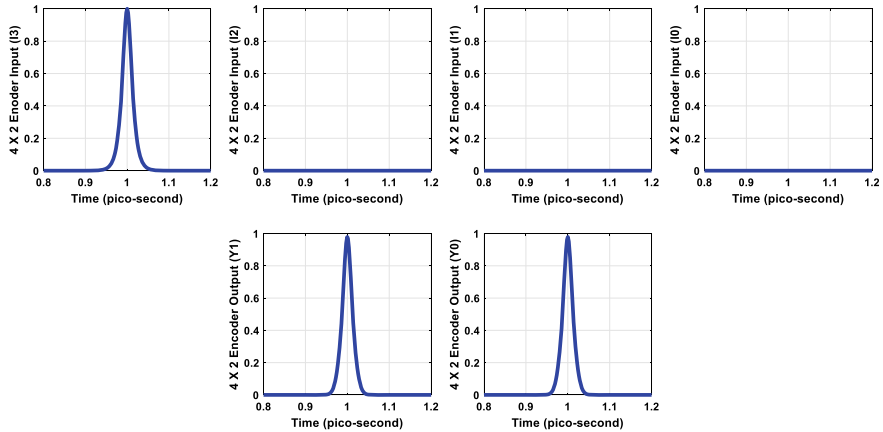 4 X 2 Enoder Input (I3)
1
0.8
0.6
0.4
0.2
0
0.8 0.9 1 1.1 1.2
Time (pico-second)
4 X 2 Enoder Input (I2)
1
0.8
0.6
0.4
0.2
0
0.8 0.9 1 1.1 1.2
Time (pico-second)
4 X 2 Enoder Input (I1)
1
0.8
0.6
0.4
0.2
0
0.8 0.9 1 1.1 1.2
Time (pico-second)
4 X 2 Enoder Input (I0)
1
0.8
0.6
0.4
0.2
0
0.8 0.9 1 1.1 1.2
Time (pico-second)
4 X 2 Encoder Output (Y1)
1
0.8
0.6
0.4
0.2
0
0.8 0.9 1 1.1 1.2
Time (pico-second)
4 X 2 Encoder Output (Y0)
1
0.8
0.6
0.4
0.2
0
0.8 0.9 1 1.1 1.2
Time (pico-second)